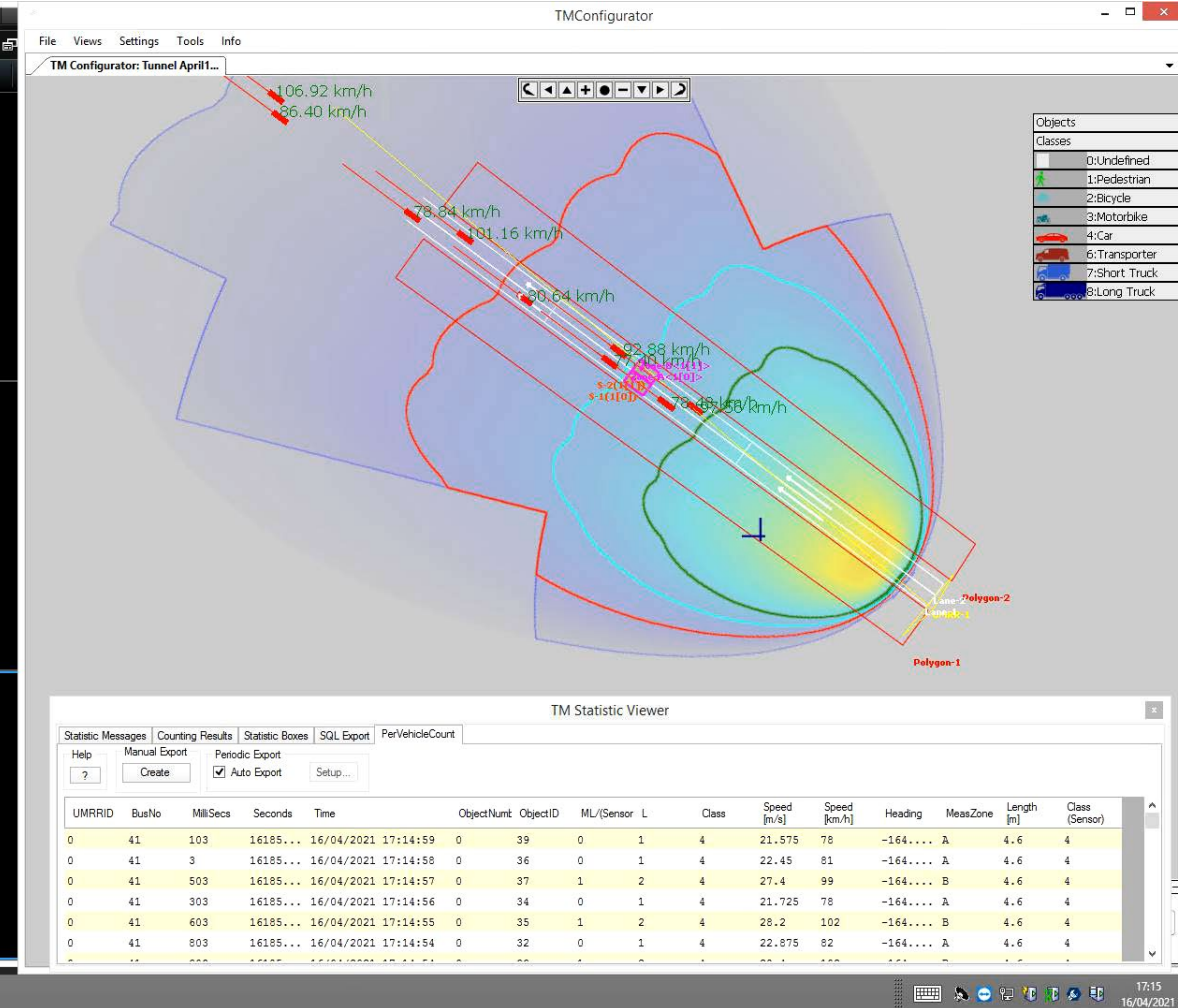 TMConfigurator
File Views Settings Tools Info
TM Configurator: Tunnel April1...
106.92 km/h
86.40 km/h
Objects
Classes
0:Undefined
1:Pedestrian
2:Bicycle
3:Motorbike
4:Car
6:Transporter
7:Short Truck
8:Long Truck
78.84 km/h
101.16 km/h
80.64 km/h
92.88 km/h
km/h
S-2(1[1])
S-1(1[0])
km/h
Polygon-2
Polygon-1
TM Statistic Viewer
Statistic Messages Counting Results Statistic Boxes SQL Export PerVehicleCount
Help Manual Export Periodic Export
? Create Auto Export Setup...
UMRRID BusNo MilliSecs Seconds Time ObjectNumt ObjectID ML/(Sensor L Class Speed [m/s] Speed [km/h] Heading MeasZone Length [m] Class (Sensor)
0 41 103 16185... 16/04/2021 17:14:59 0 39 0 1 4 21.575 78 -164.... A 4.6 4
0 41 3 16185... 16/04/2021 17:14:58 0 36 0 1 4 22.45 81 -164.... A 4.6 4
0 41 503 16185... 16/04/2021 17:14:57 0 37 1 2 4 27.4 99 -164.... B 4.6 4
0 41 303 16185... 16/04/2021 17:14:56 0 34 0 1 4 21.725 78 -164.... A 4.6 4
0 41 603 16185... 16/04/2021 17:14:55 0 35 1 2 4 28.2 102 -164.... B 4.6 4
0 41 803 16185... 16/04/2021 17:14:54 0 32 0 1 4 22.875 82 -164.... A 4.6 4
17:15
16/04/2021